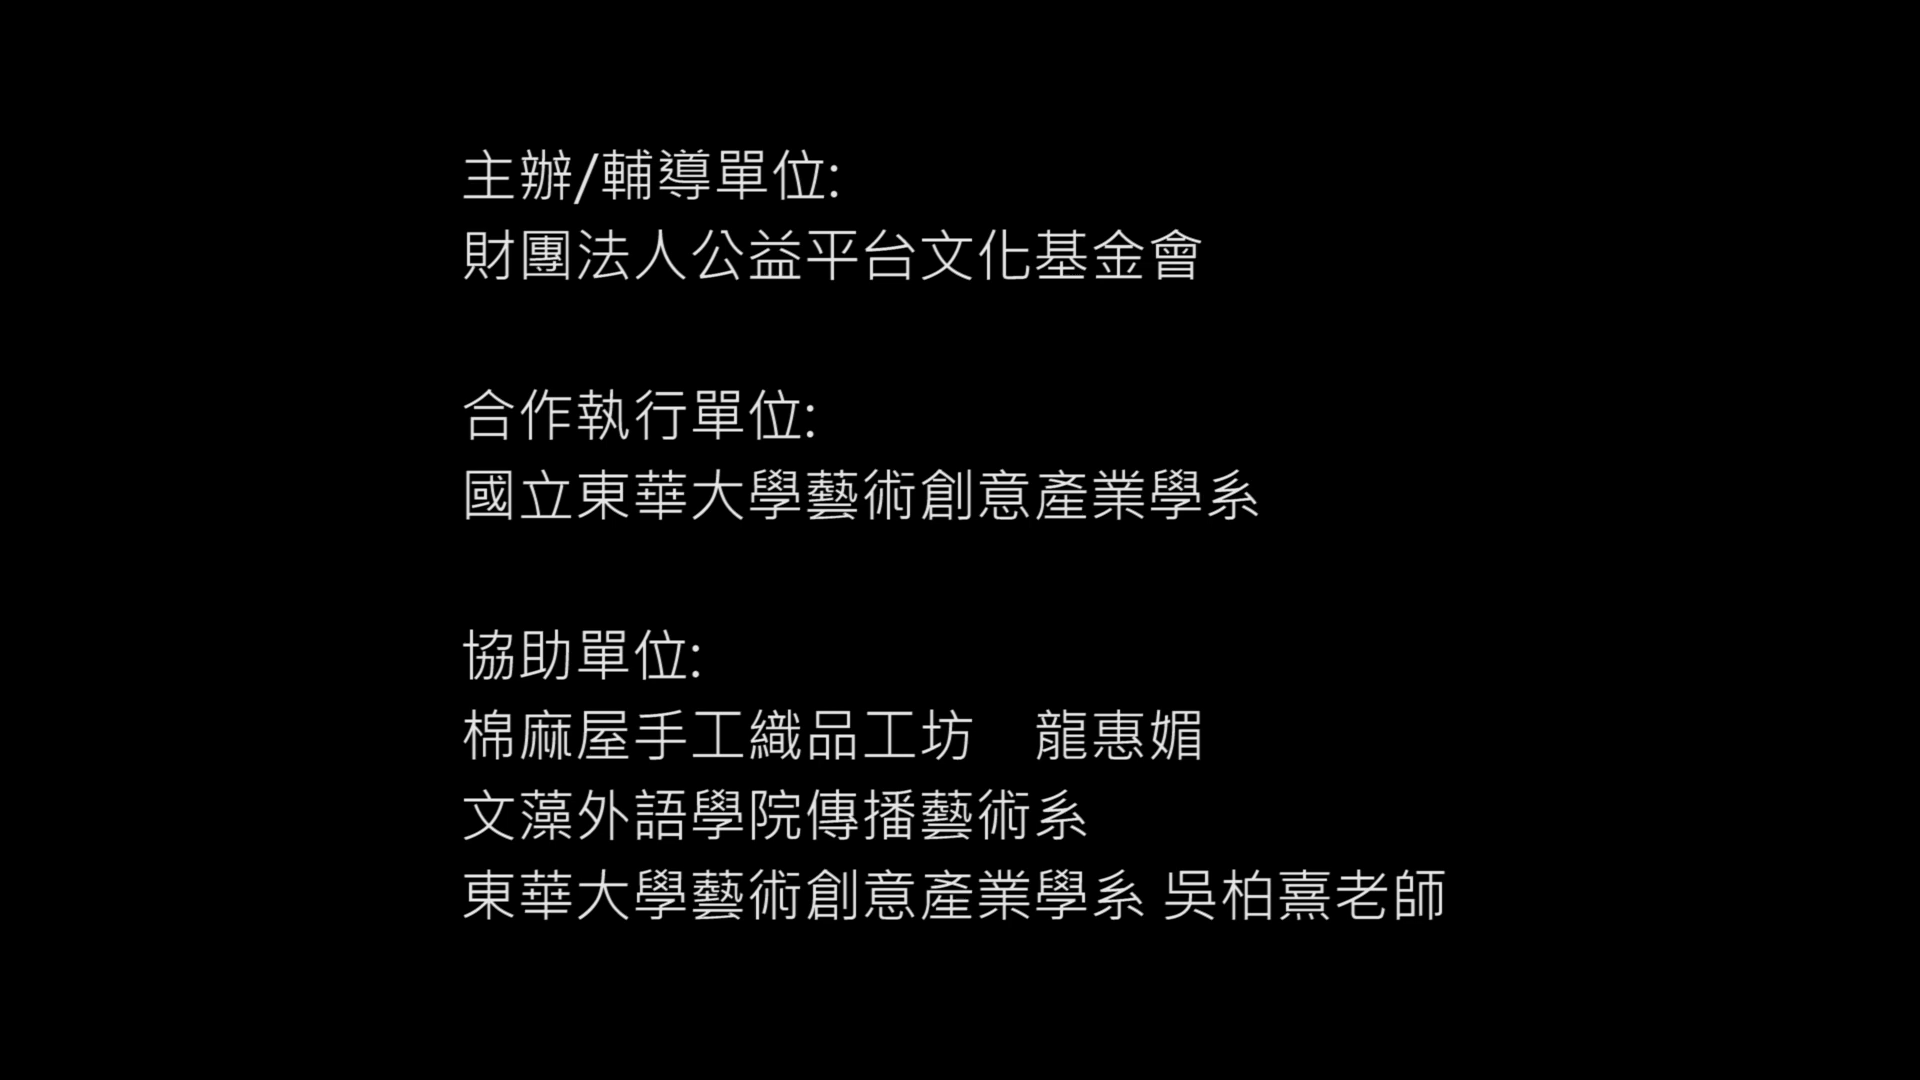 主辦/輔導單位:
財團法人公益平台文化基金會
合作執行單位:
國立東華大學藝術創意產業學系
協助單位:
棉麻屋手工織品工坊　龍惠媚
文藻外語學院傳播藝術系
東華大學藝術創意產業學系 吳柏熹老師